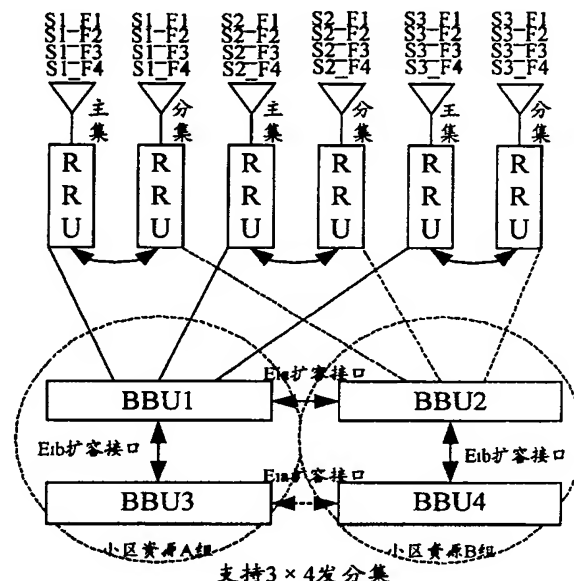 S1_F1 S1_F1 S2_F1 S2_F1 S3_F1 S3_F1
S1_F2 S1_F2 S2_F2 S2_F2 S3_F2 S3_F2
S1_F3 S1_F3 S2_F3 S2_F3 S3_F3 S3_F3
S1_F4 S1_F4 S2_F4 S2_F4 S3_F4 S3_F4
主集 分集 主集 分集 主集 分集
RRU RRU RRU RRU RRU RRU
EIa扩容接口
BBU1 BBU2
EIb扩容接口 EIb扩容接口
EIa扩容接口
BBU3 BBU4
小区资源A组 小区资源B组
支持3×4发分集